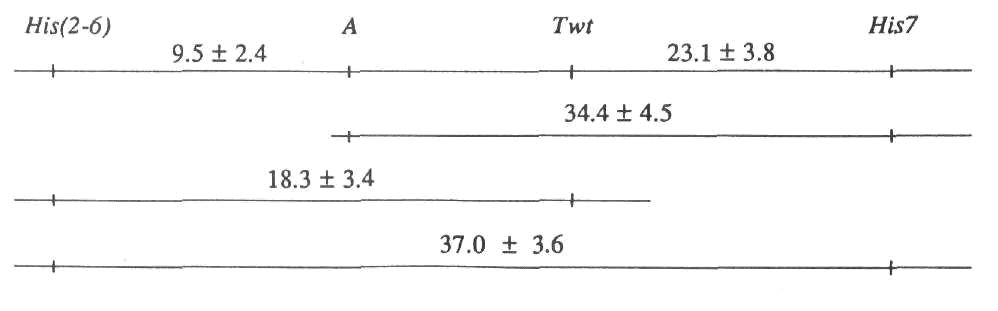 His(2-6) A Twt His7
9.5 ± 2.4 23.1 ± 3.8
34.4 ± 4.5
18.3 ± 3.4
37.0 ± 3.6